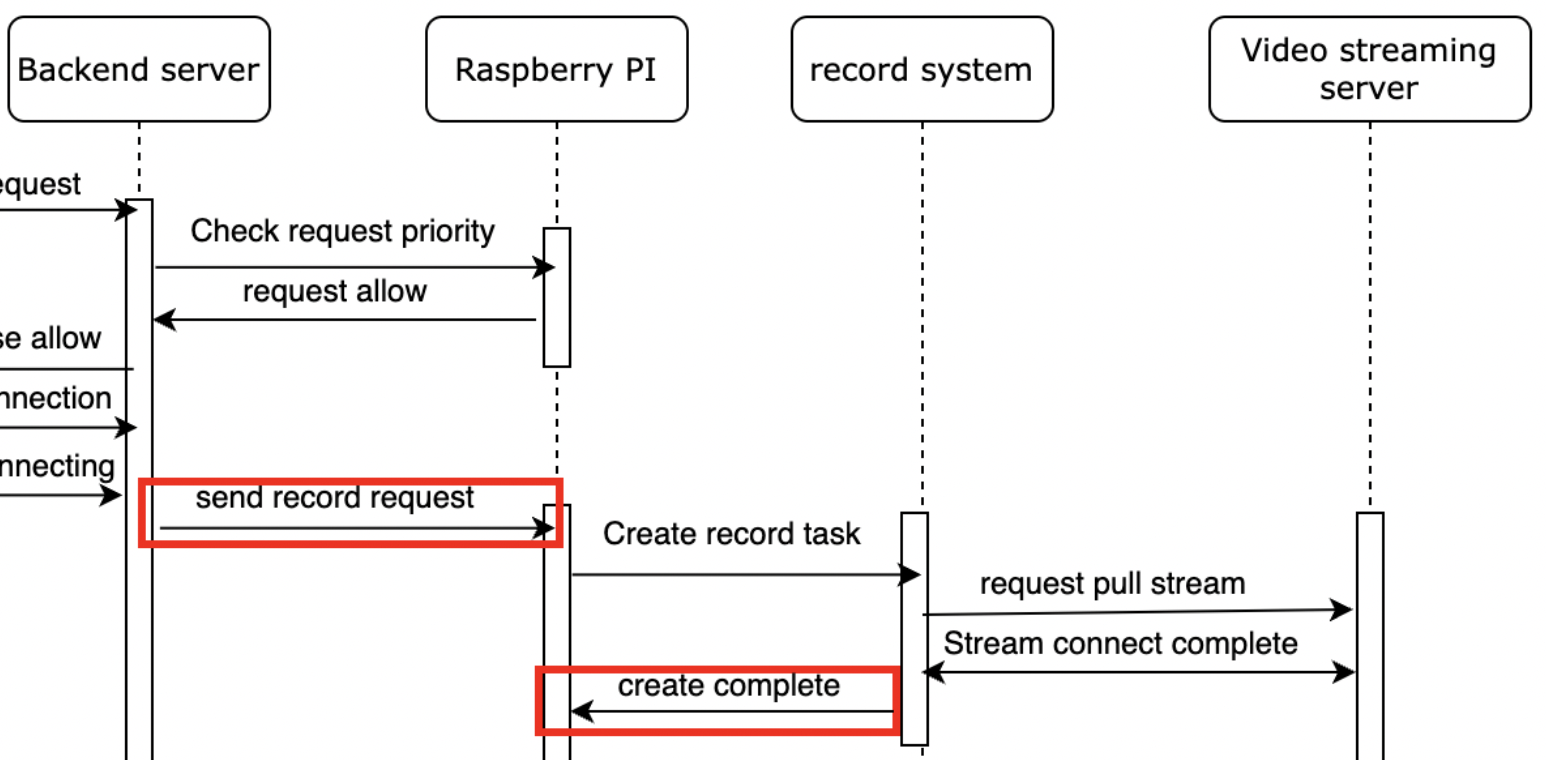 Backend server
Raspberry PI
record system
Video streaming
server
equest
Check request priority
request allow
se allow
nnection
nnecting
send record request
Create record task
request pull stream
Stream connect complete
create complete